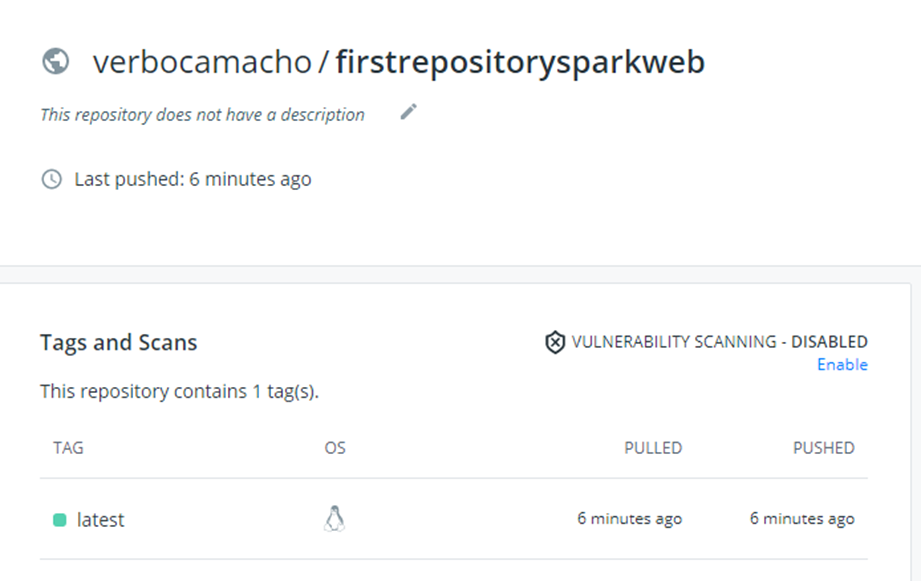 verbocamacho / firstrepositorysparkweb
This repository does not have a description
Last pushed: 6 minutes ago
Tags and Scans
VULNERABILITY SCANNING - DISABLED
Enable
This repository contains 1 tag(s).
TAG OS PULLED PUSHED
latest 6 minutes ago 6 minutes ago